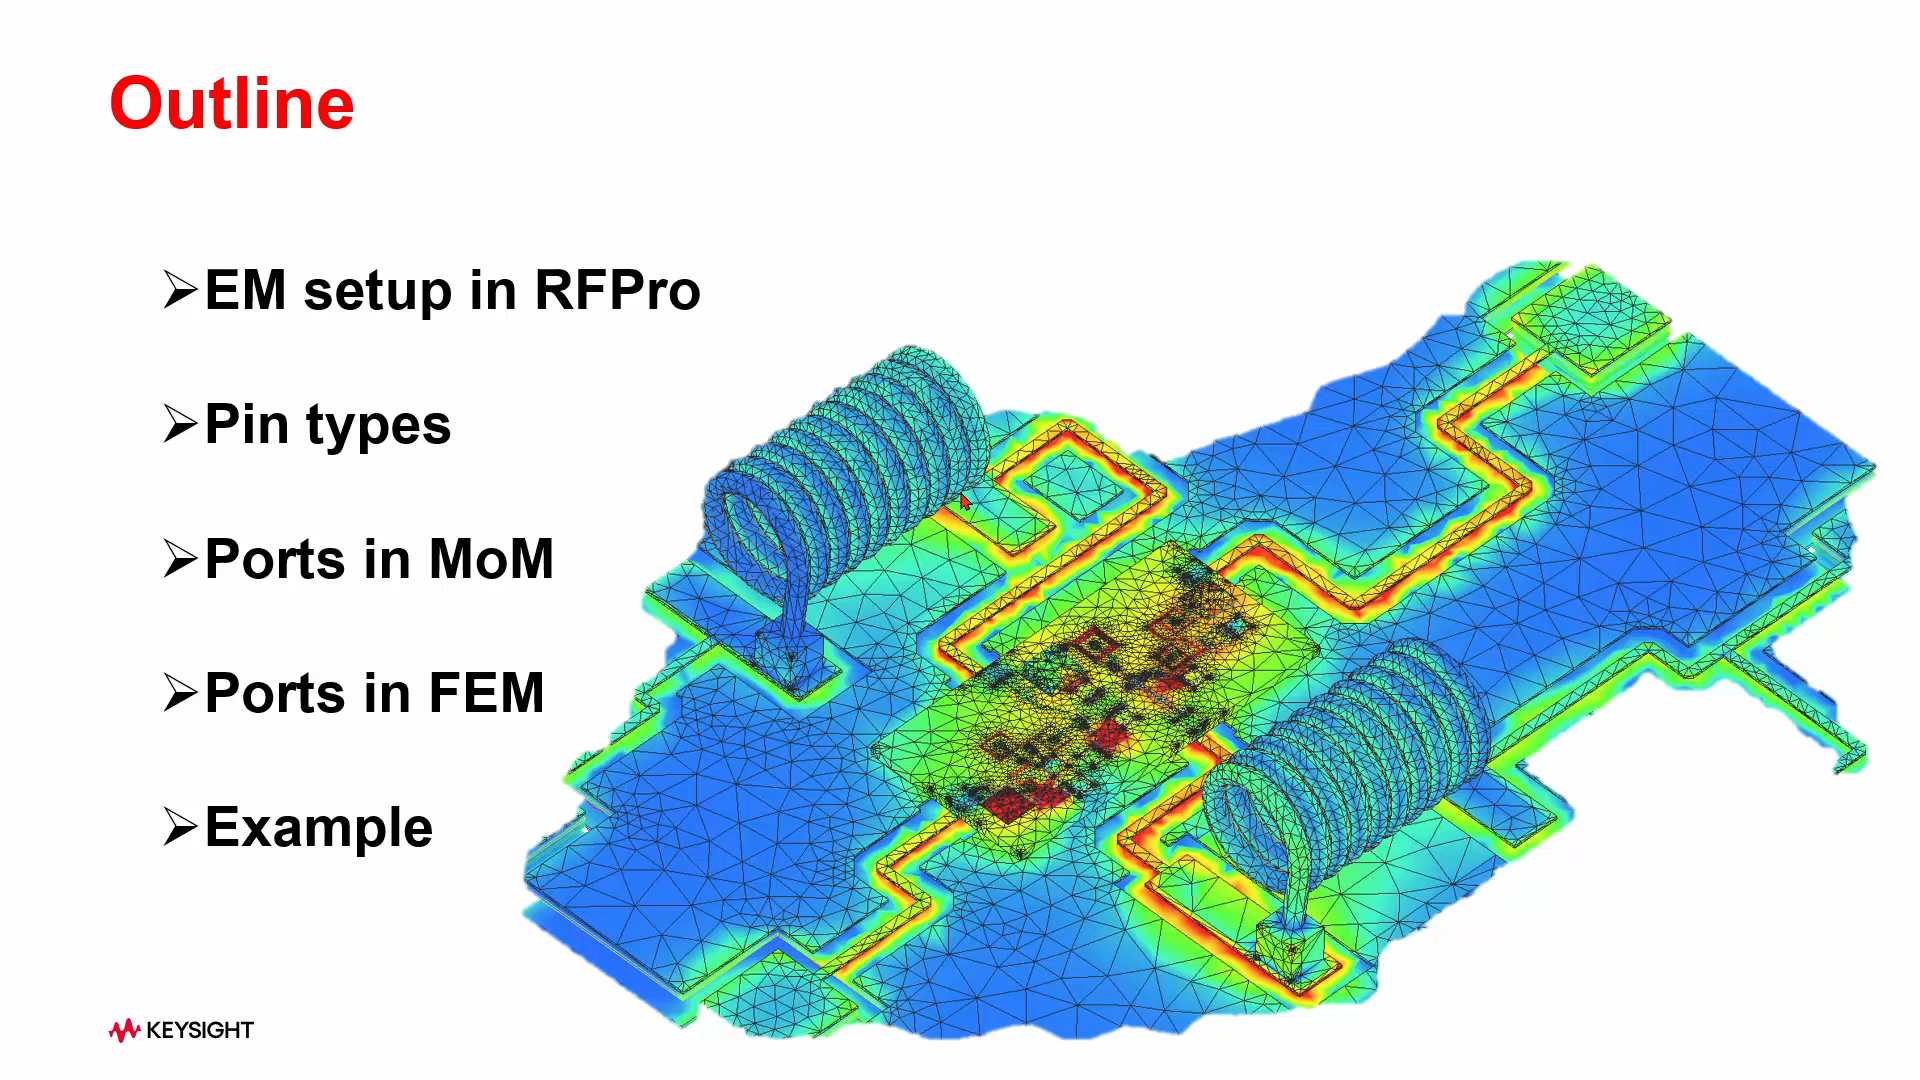 Outline
➢EM setup in RFPro
➢Pin types
➢Ports in MoM
➢Ports in FEM
➢Example
KEYSIGHT